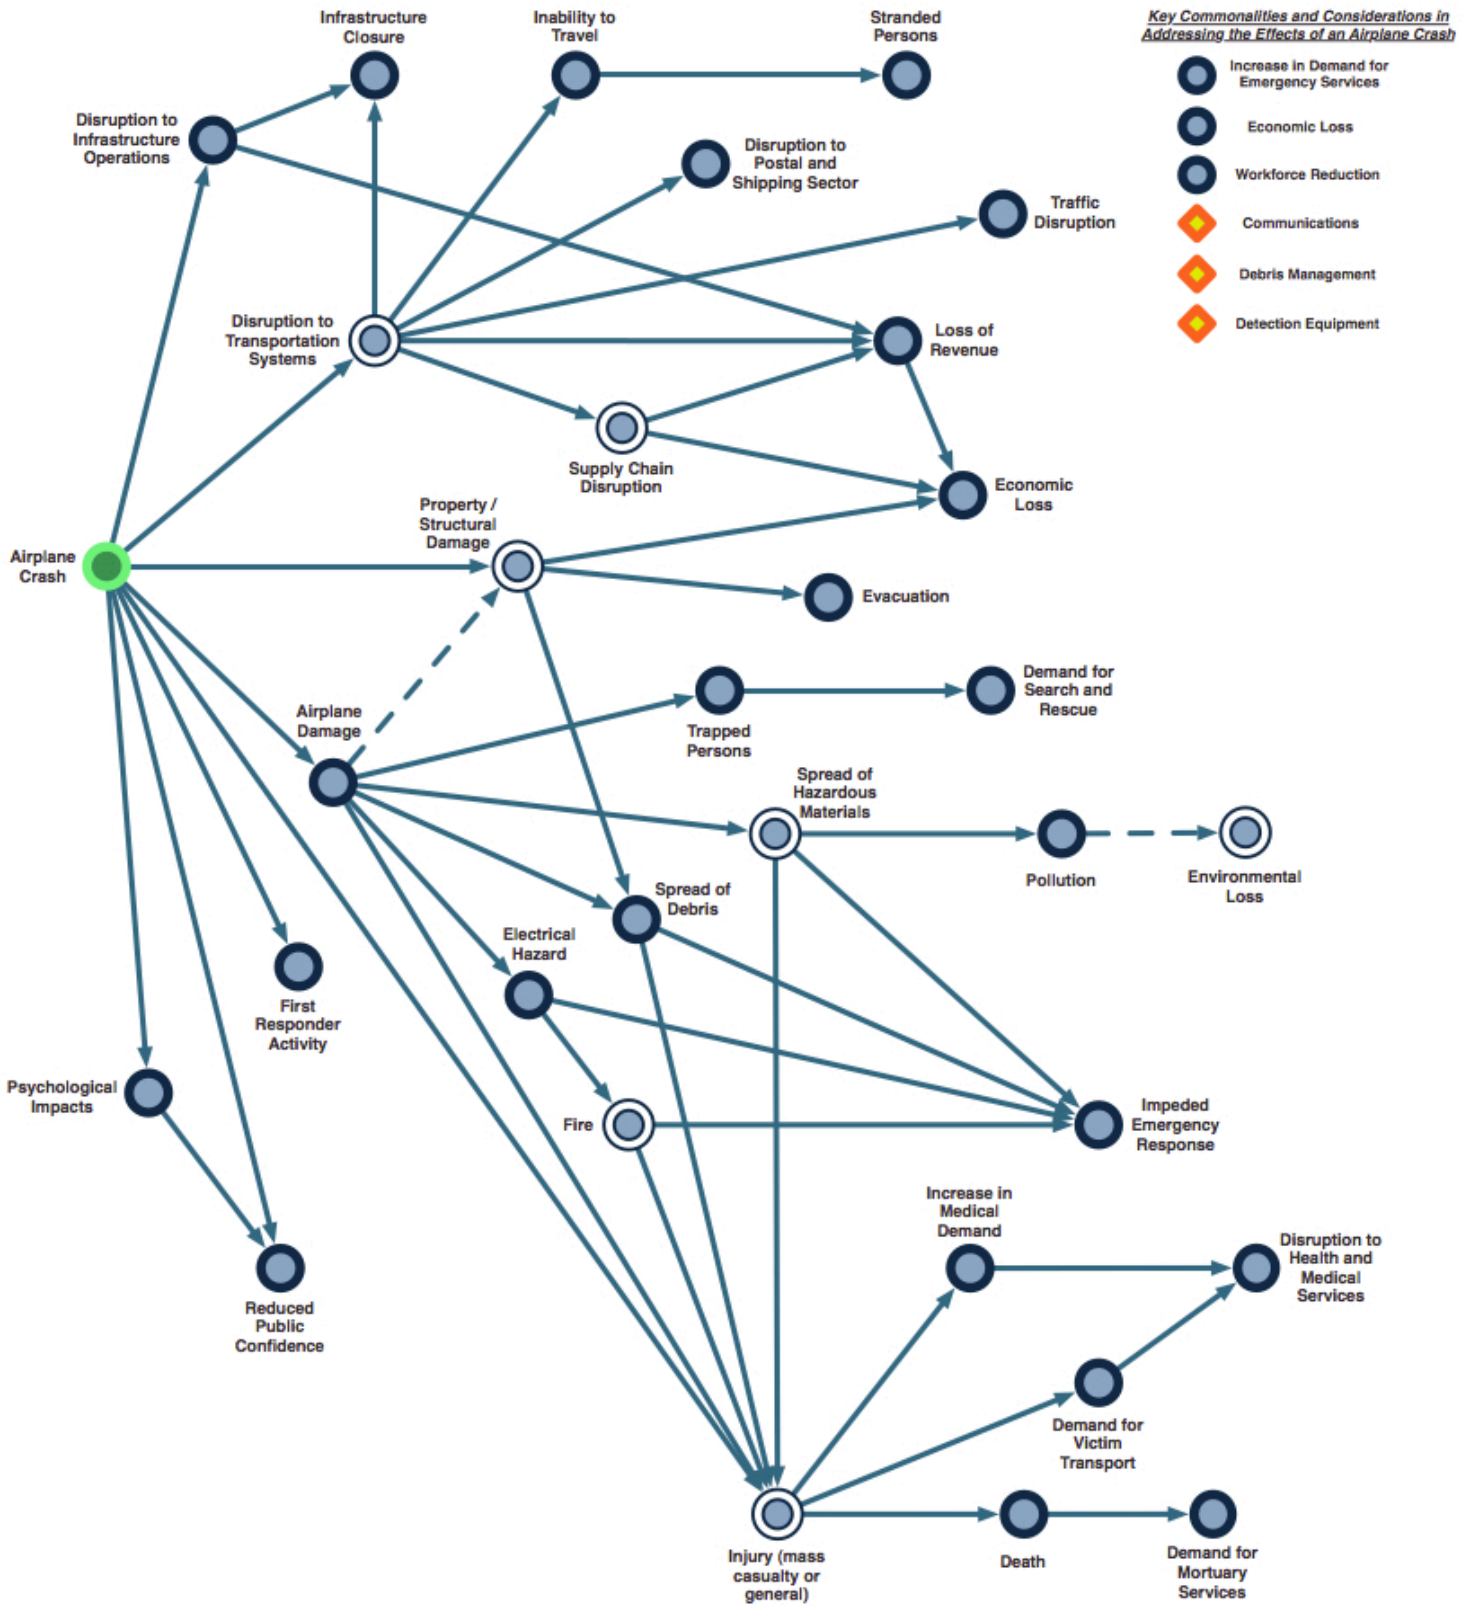 Infrastructure
Closure
Inability to
Travel
Stranded
Persons
Key Commonalities and Considerations in
Addressing the Effects of an Airplane Crash
Increase in Demand for
Emergency Services
Economic Loss
Workforce Reduction
Communications
Debris Management
Detection Equipment
Disruption to
Infrastructure
Operations
Disruption to
Postal and
Shipping Sector
Traffic
Disruption
Disruption to
Transportation
Systems
Loss of
Revenue
Supply Chain
Disruption
Economic
Loss
Property /
Structural
Damage
Airplane
Crash
Evacuation
Airplane
Damage
Trapped
Persons
Demand for
Search and
Rescue
Spread of
Hazardous
Materials
Pollution
Environmental
Loss
Spread of
Debris
Electrical
Hazard
First
Responder
Activity
Psychological
Impacts
Fire
Impeded
Emergency
Response
Increase in
Medical
Demand
Disruption to
Health and
Medical
Services
Reduced
Public
Confidence
Demand for
Victim
Transport
Injury (mass
casualty or
general)
Death
Demand for
Mortuary
Services